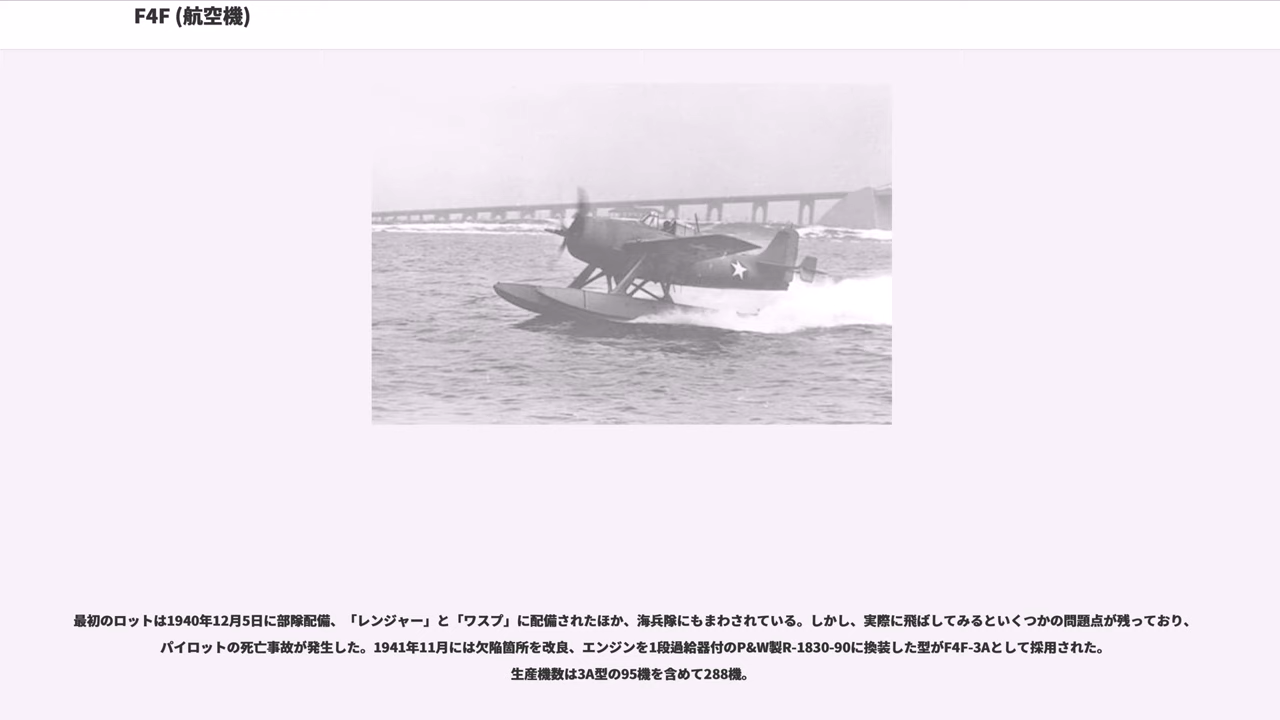 F4F (航空機)
最初のロットは1940年12月5日に部隊配備、「レンジャー」と「ワスプ」に配備されたほか、海兵隊にもまわされている。しかし、実際に飛ばしてみるといくつかの問題点が残っており、
パイロットの死亡事故が発生した。1941年11月には欠陥箇所を改良、エンジンを1段過給器付のP&W製R-1830-90に換装した型がF4F-3Aとして採用された。
生産機数は3A型の95機を含めて288機。